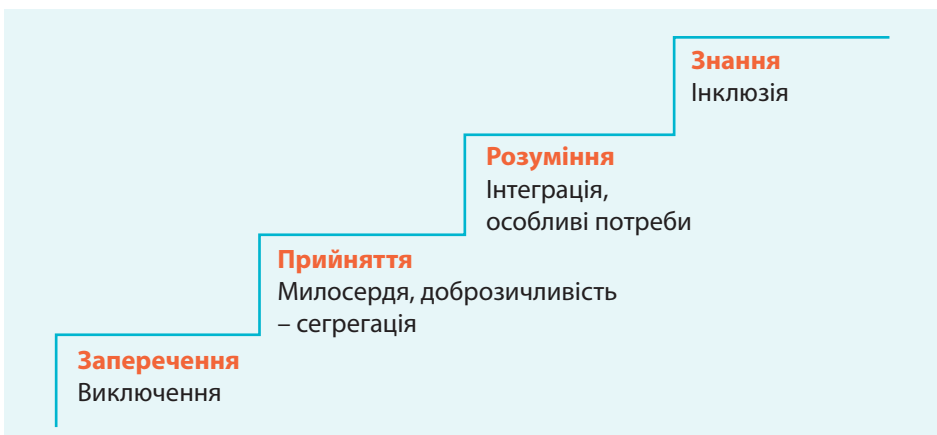 Знання
Інклюзія
Розуміння
Інтеграція,
особливі потреби
Прийняття
Милосердя, доброзичливість
– сегрегація
Заперечення
Виключення